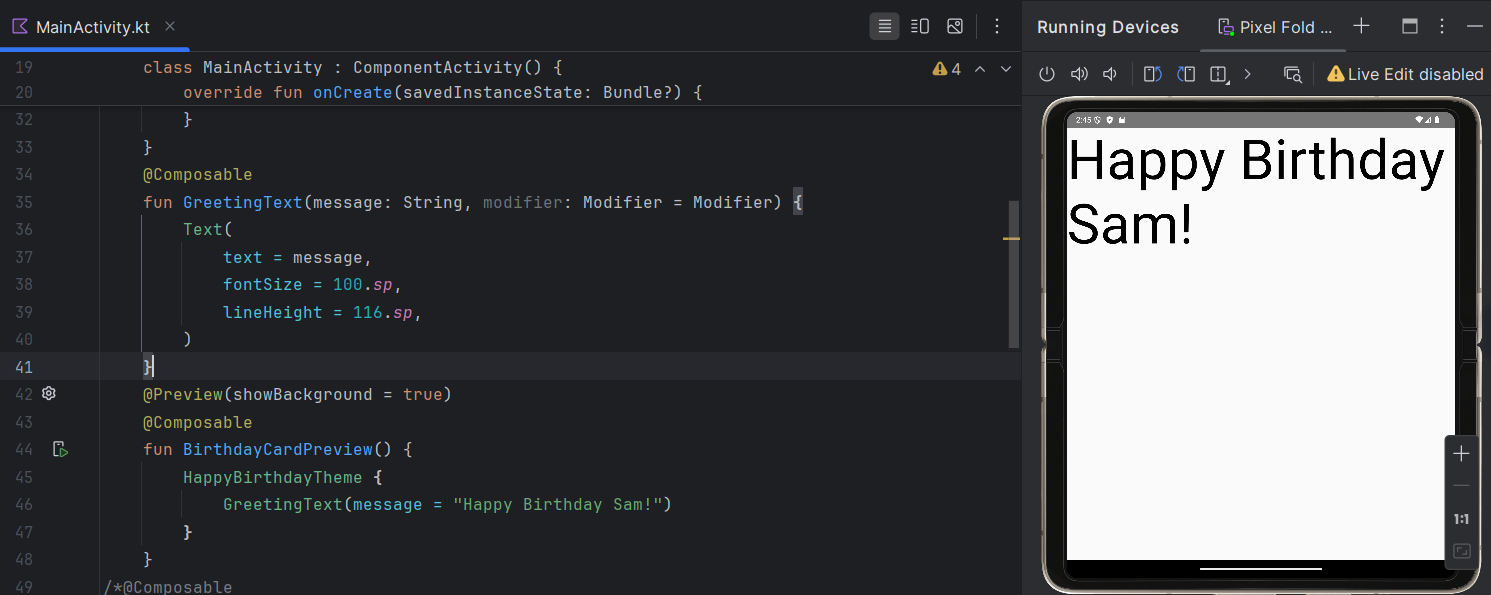 MainActivity.kt
Running Devices
Pixel Fold ...
19 class MainActivity : ComponentActivity() {
4
Live Edit disabled
20 override fun onCreate(savedInstanceState: Bundle?) {
32 }
33 }
34 @Composable
35 fun GreetingText(message: String, modifier: Modifier = Modifier) {
36 Text(
37 text = message,
38 fontSize = 100.sp,
39 lineHeight = 116.sp,
40 )
41 }
42 @Preview(showBackground = true)
43 @Composable
44 fun BirthdayCardPreview() {
45 HappyBirthdayTheme {
46 GreetingText(message = "Happy Birthday Sam!")
47 }
48 }
49 /*@Composable
2:45
Happy Birthday
Sam!
1:1